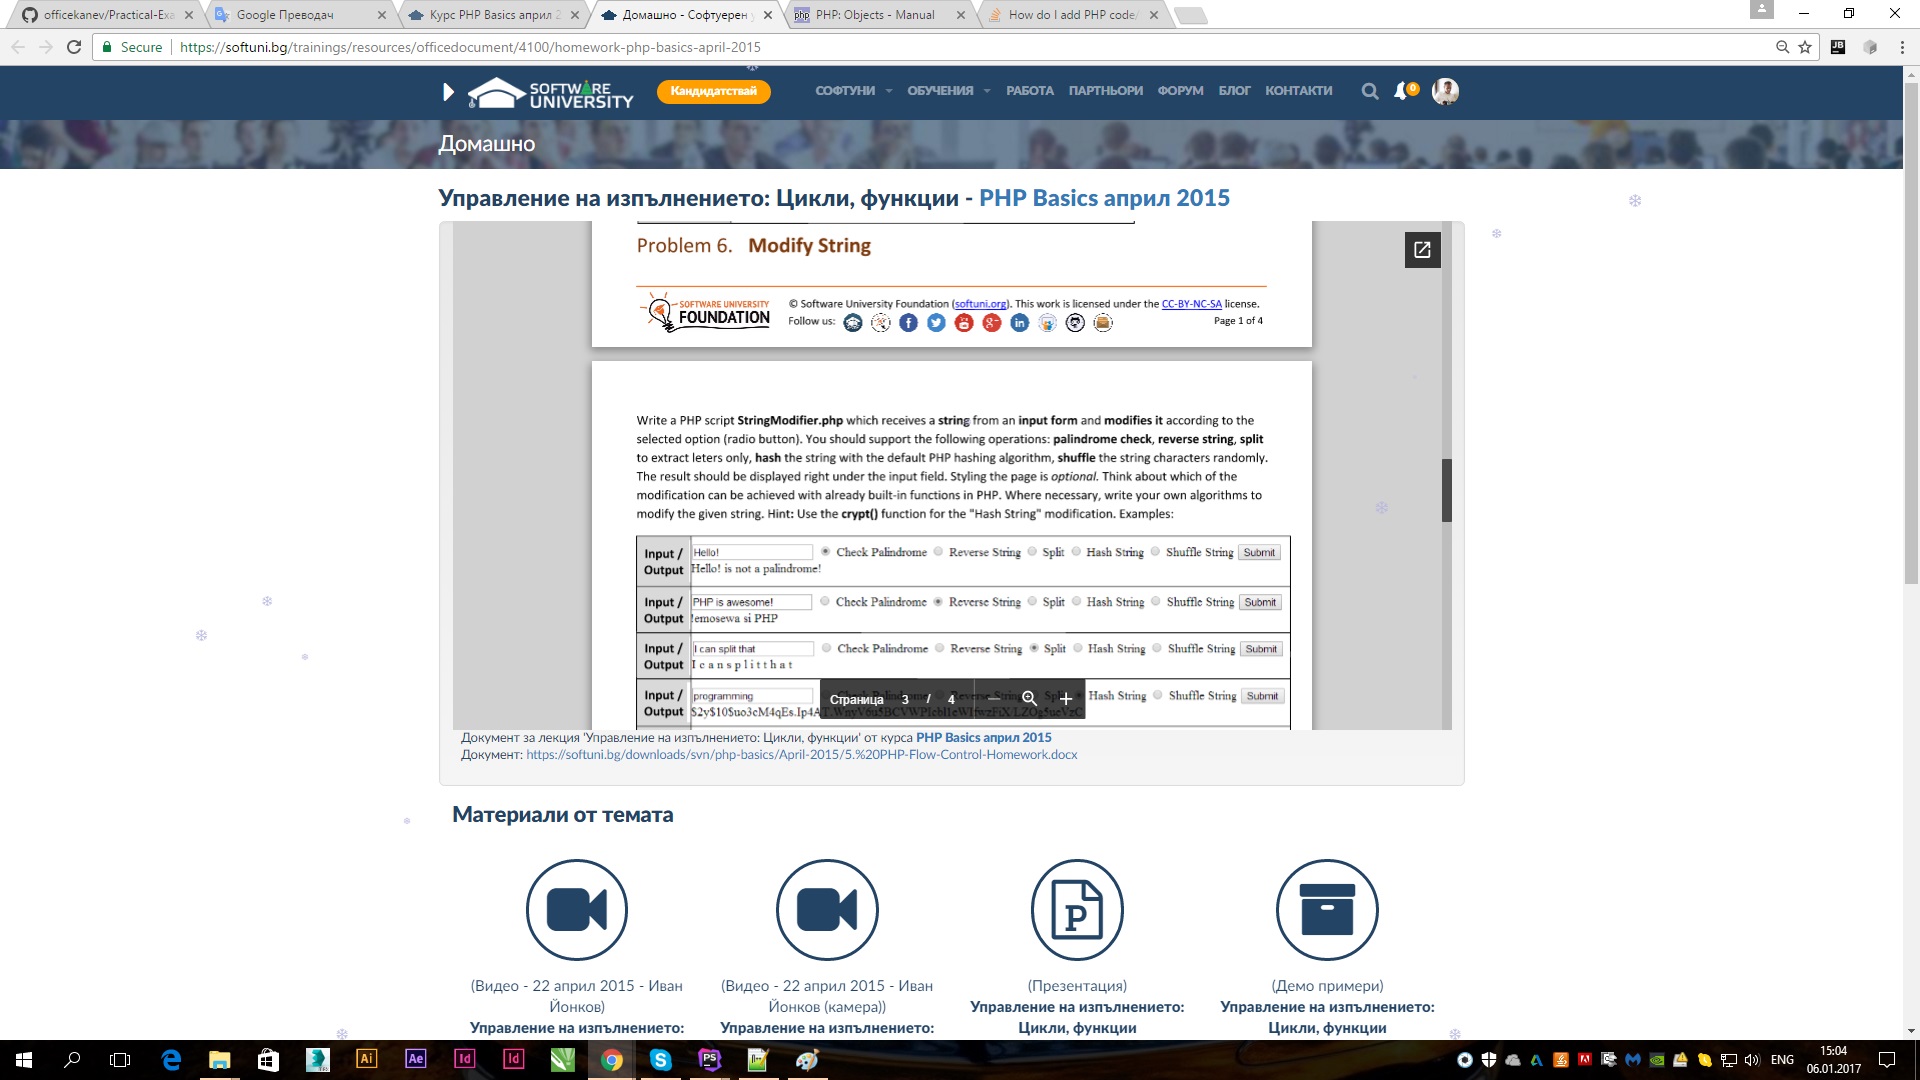 officekanev/Practical-Exa
Google Преводач
Курс PHP Basics април 2
Домашно - Софтуерен у
PHP: Objects - Manual
How do I add PHP code/
Secure
https://softuni.bg/trainings/resources/officedocument/4100/homework-php-basics-april-2015
JB
SOFTWARE UNIVERSITY
Кандидатствай
СОФТУНИ
ОБУЧЕНИЯ
РАБОТА
ПАРТНЬОРИ
ФОРУМ
БЛОГ
КОНТАКТИ
0
Домашно
Управление на изпълнението: Цикли, функции - PHP Basics април 2015
Problem 6. Modify String
SOFTWARE UNIVERSITY
FOUNDATION
© Software University Foundation (softuni.org). This work is licensed under the CC-BY-NC-SA license.
Follow us:
Page 1 of 4
Write a PHP script StringModifier.php which receives a string from an input form and modifies it according to the
selected option (radio button). You should support the following operations: palindrome check, reverse string, split
to extract leters only, hash the string with the default PHP hashing algorithm, shuffle the string characters randomly.
The result should be displayed right under the input field. Styling the page is optional. Think about which of the
modification can be achieved with already built-in functions in PHP. Where necessary, write your own algorithms to
modify the given string. Hint: Use the crypt() function for the "Hash String" modification. Examples:
Input / Output
Hello! Check Palindrome Reverse String Split Hash String Shuffle String Submit
Hello! is not a palindrome!
Input / Output
PHP is awesome! Check Palindrome Reverse String Split Hash String Shuffle String Submit
!emosewa si PHP
Input / Output
I can split that Check Palindrome Reverse String Split Hash String Shuffle String Submit
I c a n s p l i t t h a t
Input / Output
programming Hash String Shuffle String Submit
Страница 3 / 4
Документ за лекция 'Управление на изпълнението: Цикли, функции' от курса PHP Basics април 2015
Документ: https://softuni.bg/downloads/svn/php-basics/April-2015/5.%20PHP-Flow-Control-Homework.docx
Материали от темата
P
(Видео - 22 април 2015 - Иван
Йонков)
Управление на изпълнението:
(Видео - 22 април 2015 - Иван
Йонков (камера))
Управление на изпълнението:
(Презентация)
Управление на изпълнението:
Цикли, функции
(Демо примери)
Управление на изпълнението:
Цикли, функции
Ai
Ae
Id
Id
PS
ENG
15:04
06.01.2017